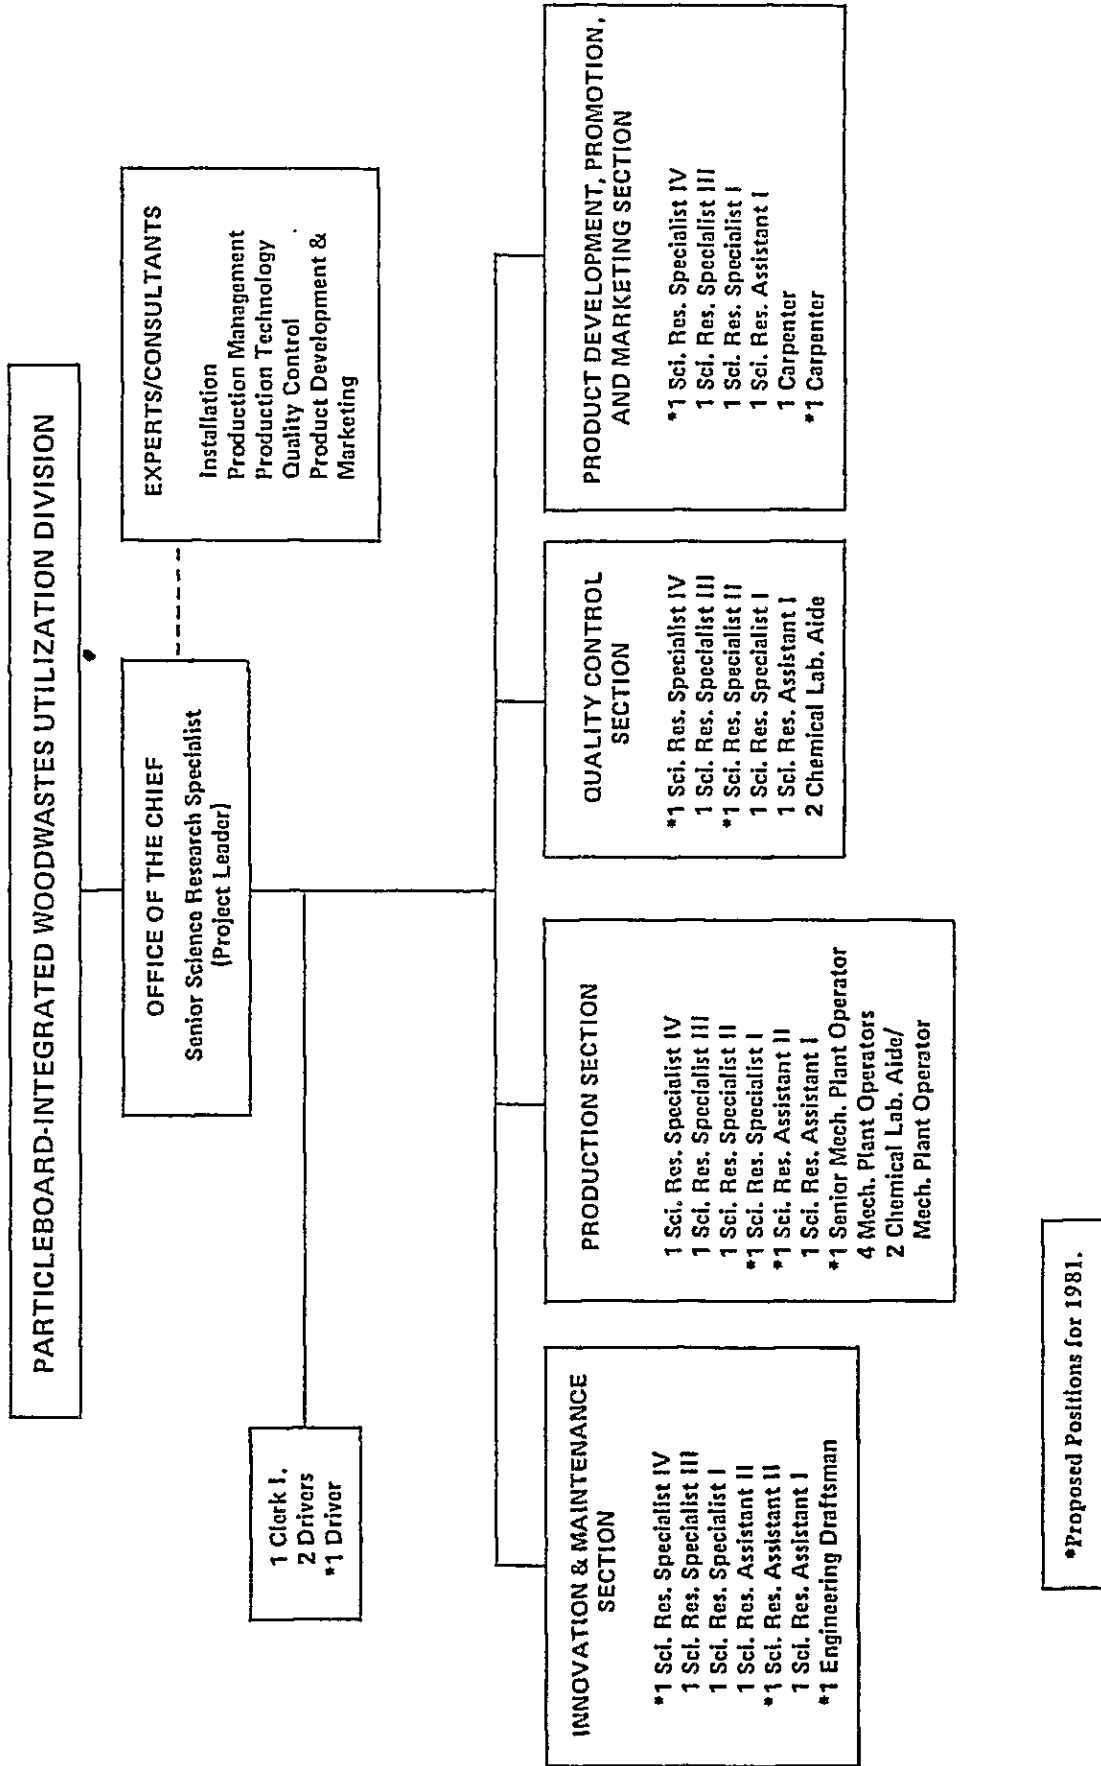 PARTICLEBOARD-INTEGRATED WOODWASTES UTILIZATION DIVISION
OFFICE OF THE CHIEF
Senior Science Research Specialist
(Project Leader)
EXPERTS/CONSULTANTS
Installation
Production Management
Production Technology
Quality Control
Product Development &
Marketing
1 Clerk I,
2 Drivers
*1 Driver
INNOVATION & MAINTENANCE
SECTION
*1 Sci. Res. Specialist IV
1 Sci. Res. Specialist III
1 Sci. Res. Specialist I
1 Sci. Res. Assistant II
*1 Sci. Res. Assistant II
1 Sci. Res. Assistant I
*1 Engineering Draftsman
PRODUCTION SECTION
1 Sci. Res. Specialist IV
1 Sci. Res. Specialist III
1 Sci. Res. Specialist II
*1 Sci. Res. Specialist I
*1 Sci. Res. Assistant II
1 Sci. Res. Assistant I
*1 Senior Mech. Plant Operator
4 Mech. Plant Operators
2 Chemical Lab. Aide/
Mech. Plant Operator
QUALITY CONTROL
SECTION
*1 Sci. Res. Specialist IV
1 Sci. Res. Specialist III
*1 Sci. Res. Specialist II
1 Sci. Res. Specialist I
1 Sci. Res. Assistant I
2 Chemical Lab. Aide
PRODUCT DEVELOPMENT, PROMOTION,
AND MARKETING SECTION
*1 Sci. Res. Specialist IV
1 Sci. Res. Specialist III
1 Sci. Res. Specialist I
1 Sci. Res. Assistant I
1 Carpenter
*1 Carpenter
*Proposed Positions for 1981.